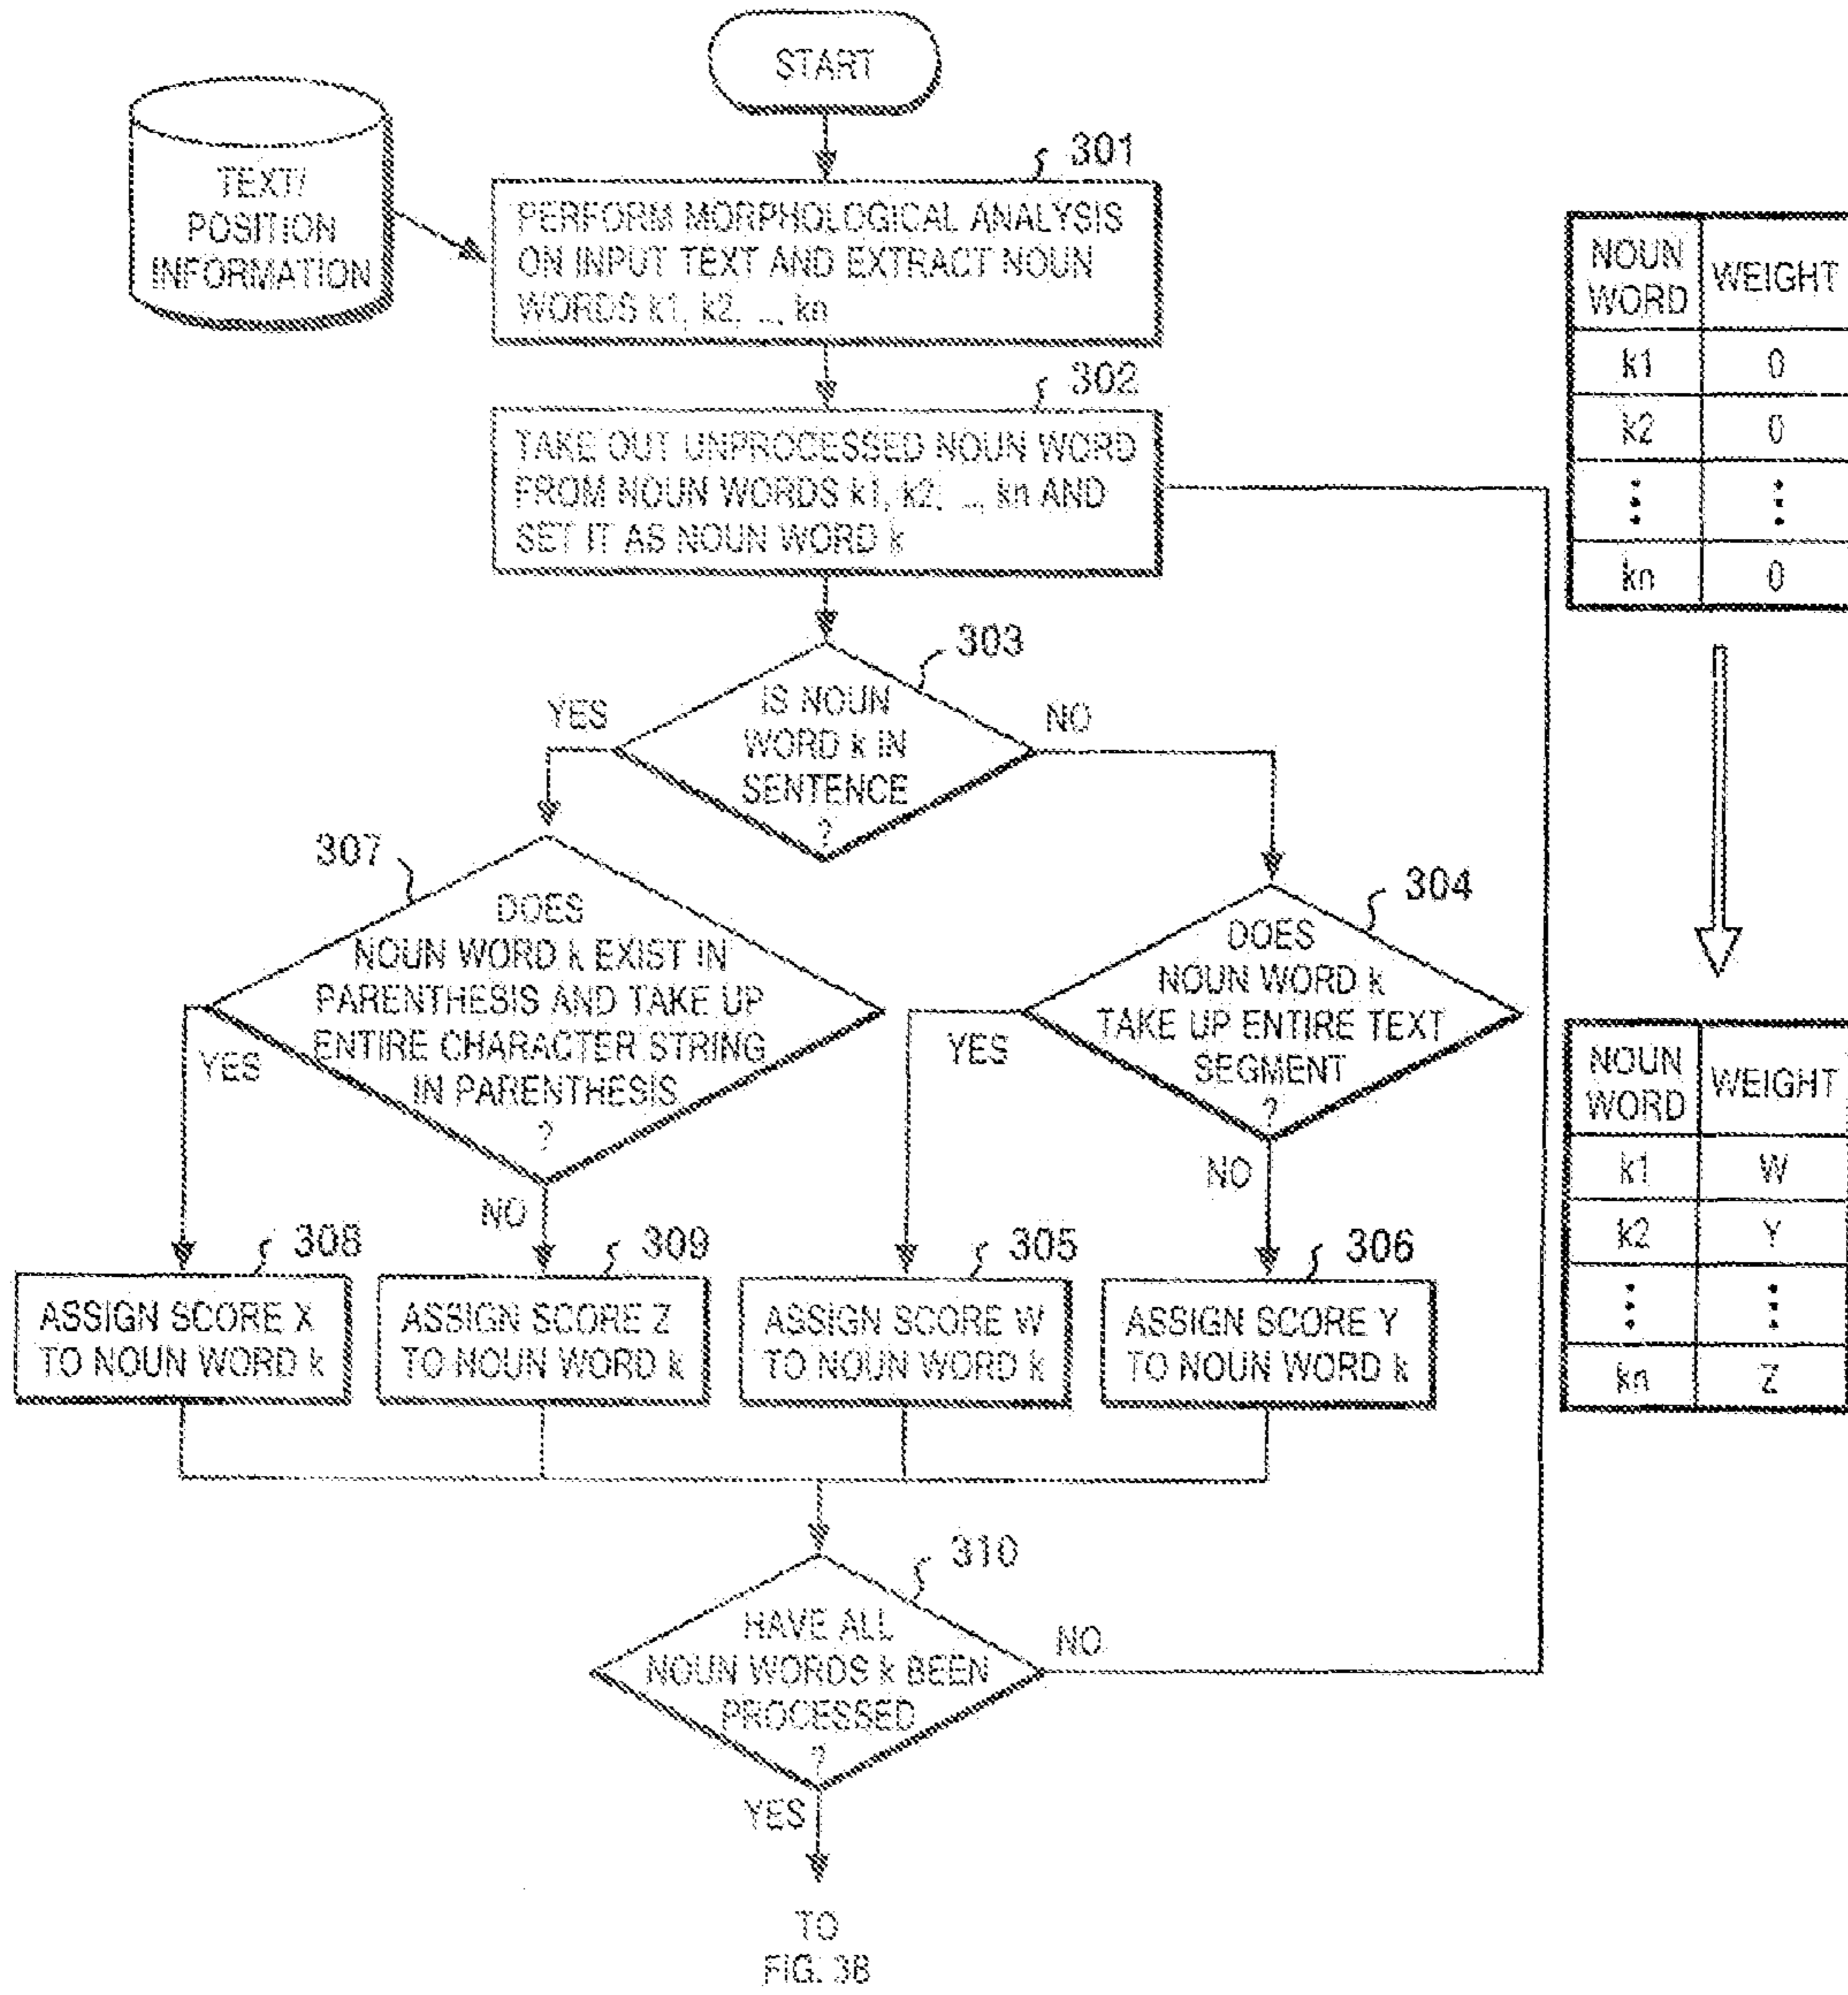 START
TEXT/
POSITION
INFORMATION
301
PERFORM MORPHOLOGICAL ANALYSIS
ON INPUT TEXT AND EXTRACT NOUN
WORDS k1, k2, ..., kn
302
TAKE OUT UNPROCESSED NOUN WORD
FROM NOUN WORDS k1, k2, ..., kn AND
SET IT AS NOUN WORD k
303
IS NOUN
WORD k IN
SENTENCE
?
YES
NO
307
DOES
NOUN WORD k EXIST IN
PARENTHESIS AND TAKE UP
ENTIRE CHARACTER STRING
IN PARENTHESIS
?
YES
NO
304
DOES
NOUN WORD k
TAKE UP ENTIRE TEXT
SEGMENT
?
YES
NO
308
ASSIGN SCORE X
TO NOUN WORD k
309
ASSIGN SCORE Z
TO NOUN WORD k
305
ASSIGN SCORE W
TO NOUN WORD k
306
ASSIGN SCORE Y
TO NOUN WORD k
310
HAVE ALL
NOUN WORDS k BEEN
PROCESSED
?
NO
YES
TO
FIG. 3B
NOUN WORD WEIGHT
k1 0
k2 0
⋮ ⋮
kn 0
NOUN WORD WEIGHT
k1 W
k2 Y
⋮ ⋮
kn Z